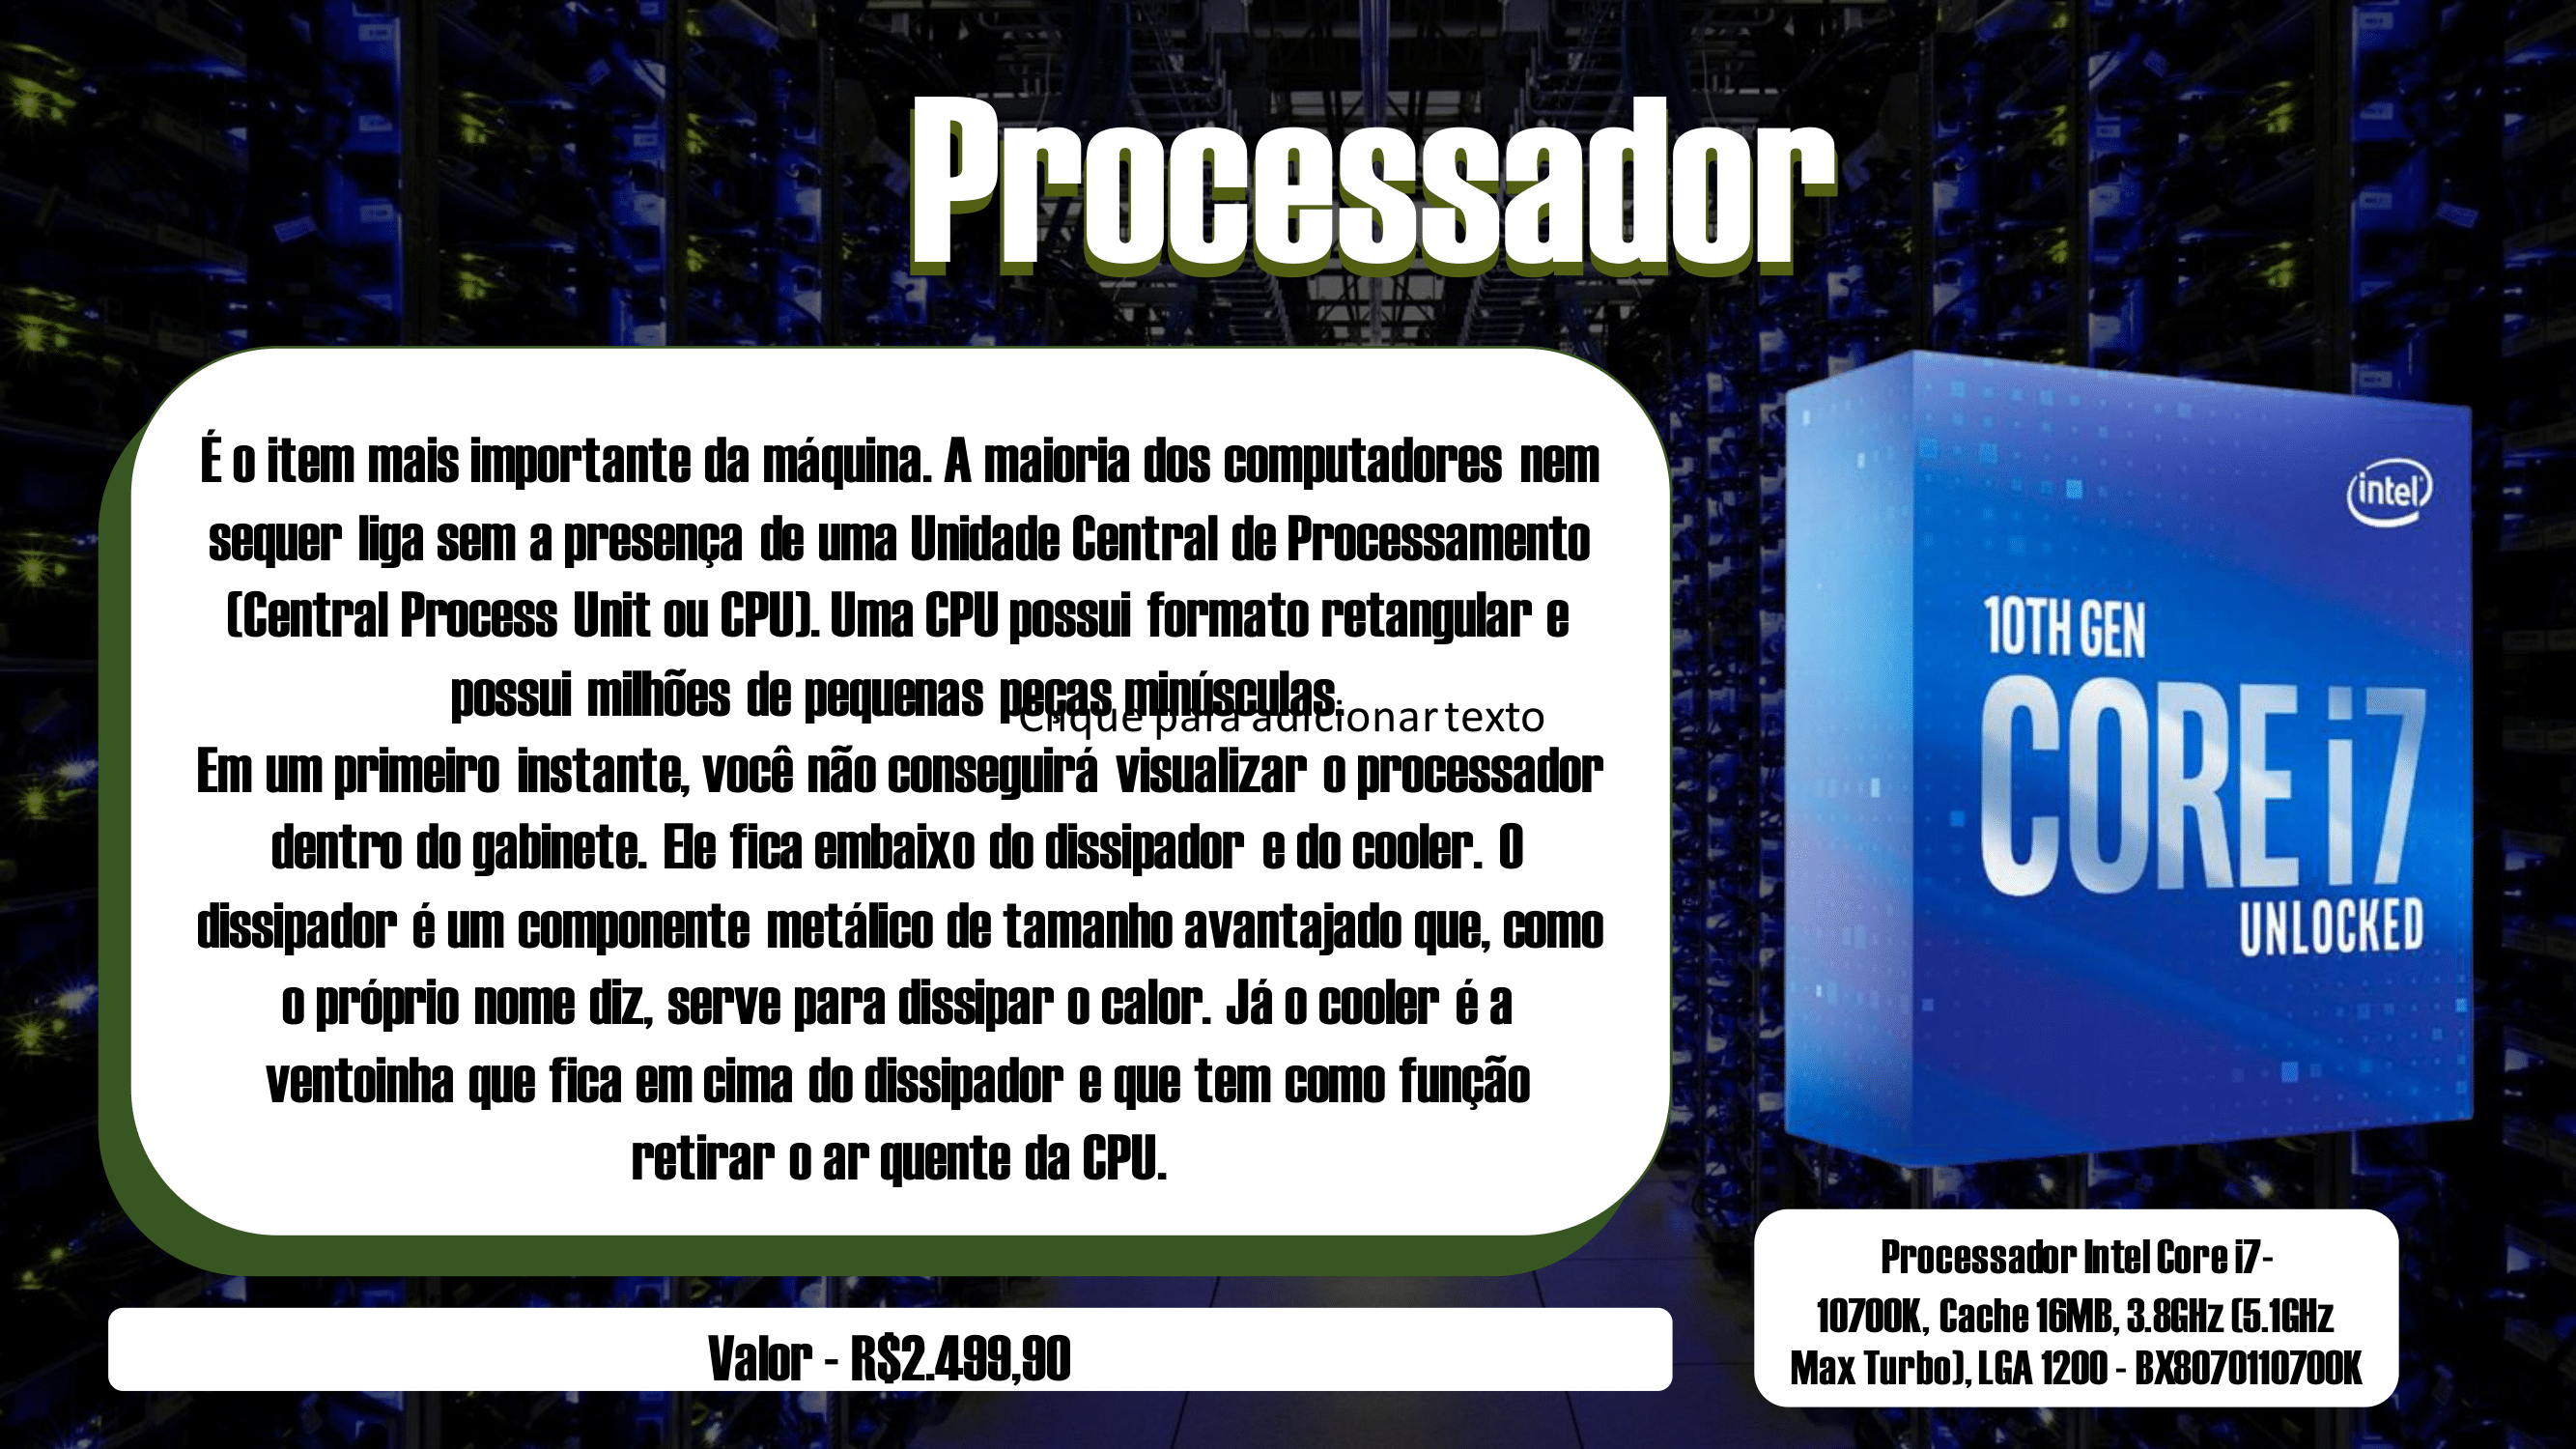 Processador
É o item mais importante da máquina. A maioria dos computadores nem
sequer liga sem a presença de uma Unidade Central de Processamento
(Central Process Unit ou CPU). Uma CPU possui formato retangular e
possui milhões de pequenas peças minúsculas.
Clique para adicionar texto
Em um primeiro instante, você não conseguirá visualizar o processador
dentro do gabinete. Ele fica embaixo do dissipador e do cooler. O
dissipador é um componente metálico de tamanho avantajado que, como
o próprio nome diz, serve para dissipar o calor. Já o cooler é a
ventoinha que fica em cima do dissipador e que tem como função
retirar o ar quente da CPU.
Valor - R$2.499,90
intel
10TH GEN
CORE i7
UNLOCKED
Processador Intel Core i7-
10700K, Cache 16MB, 3.8GHz (5.1GHz
Max Turbo), LGA 1200 - BX8070110700K